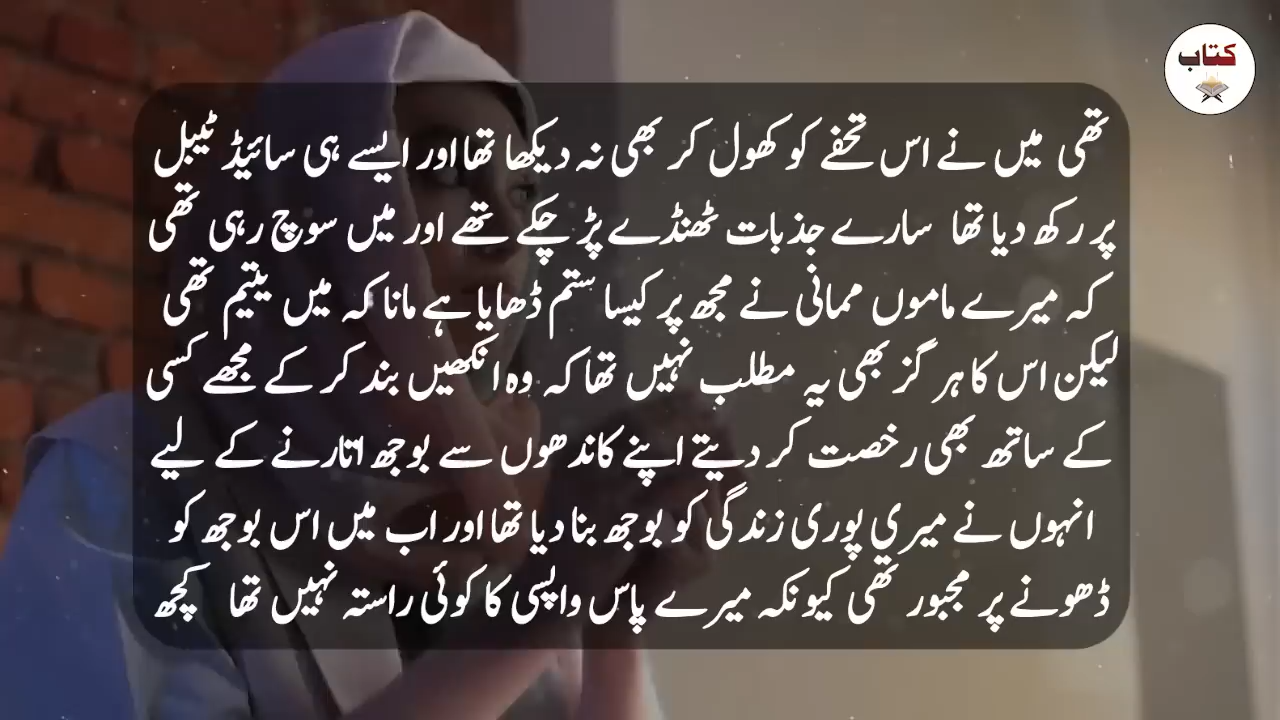 کتاب
تھی میں نے اس تحفے کو کھول کر بھی نہ دیکھا تھا اور ایسے ہی سائیڈ ٹیبل
پر رکھ دیا تھا سارے جذبات ٹھنڈے پڑ چکے تھے اور میں سوچ رہی تھی
کہ میرے ماموں ممانی نے مجھ پر کیسا ستم ڈھایا ہے مانا کہ میں یتیم تھی
لیکن اس کا ہر گز بھی یہ مطلب نہیں تھا کہ وہ انکھیں بند کر کے مجھے کسی
کے ساتھ بھی رخصت کر دیتے اپنے کاندھوں سے بوجھ اتارنے کے لیے
انہوں نے میری پوری زندگی کو بوجھ بنا دیا تھا اور اب میں اس بوجھ کو
ڈھونے پر مجبور تھی کیونکہ میرے پاس واپسی کا کوئی راستہ نہیں تھا کچھ